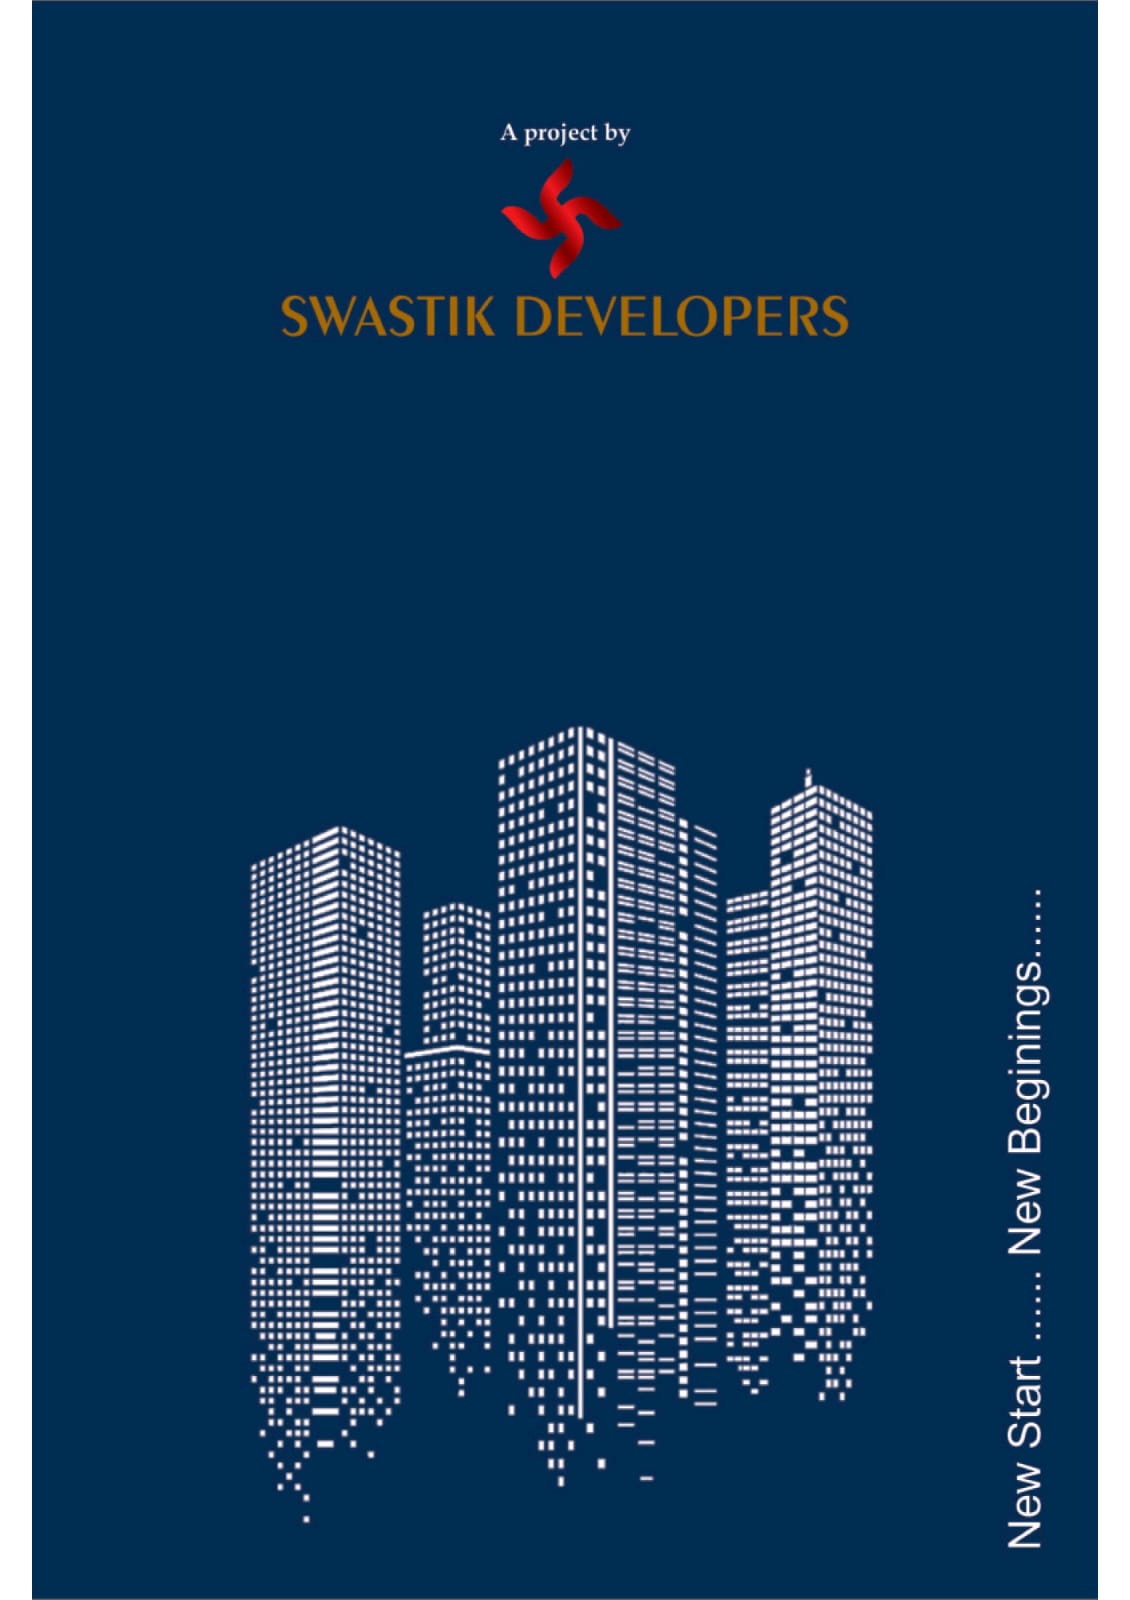 A project by
SWASTIK DEVELOPERS
New Start ...... New Beginings......